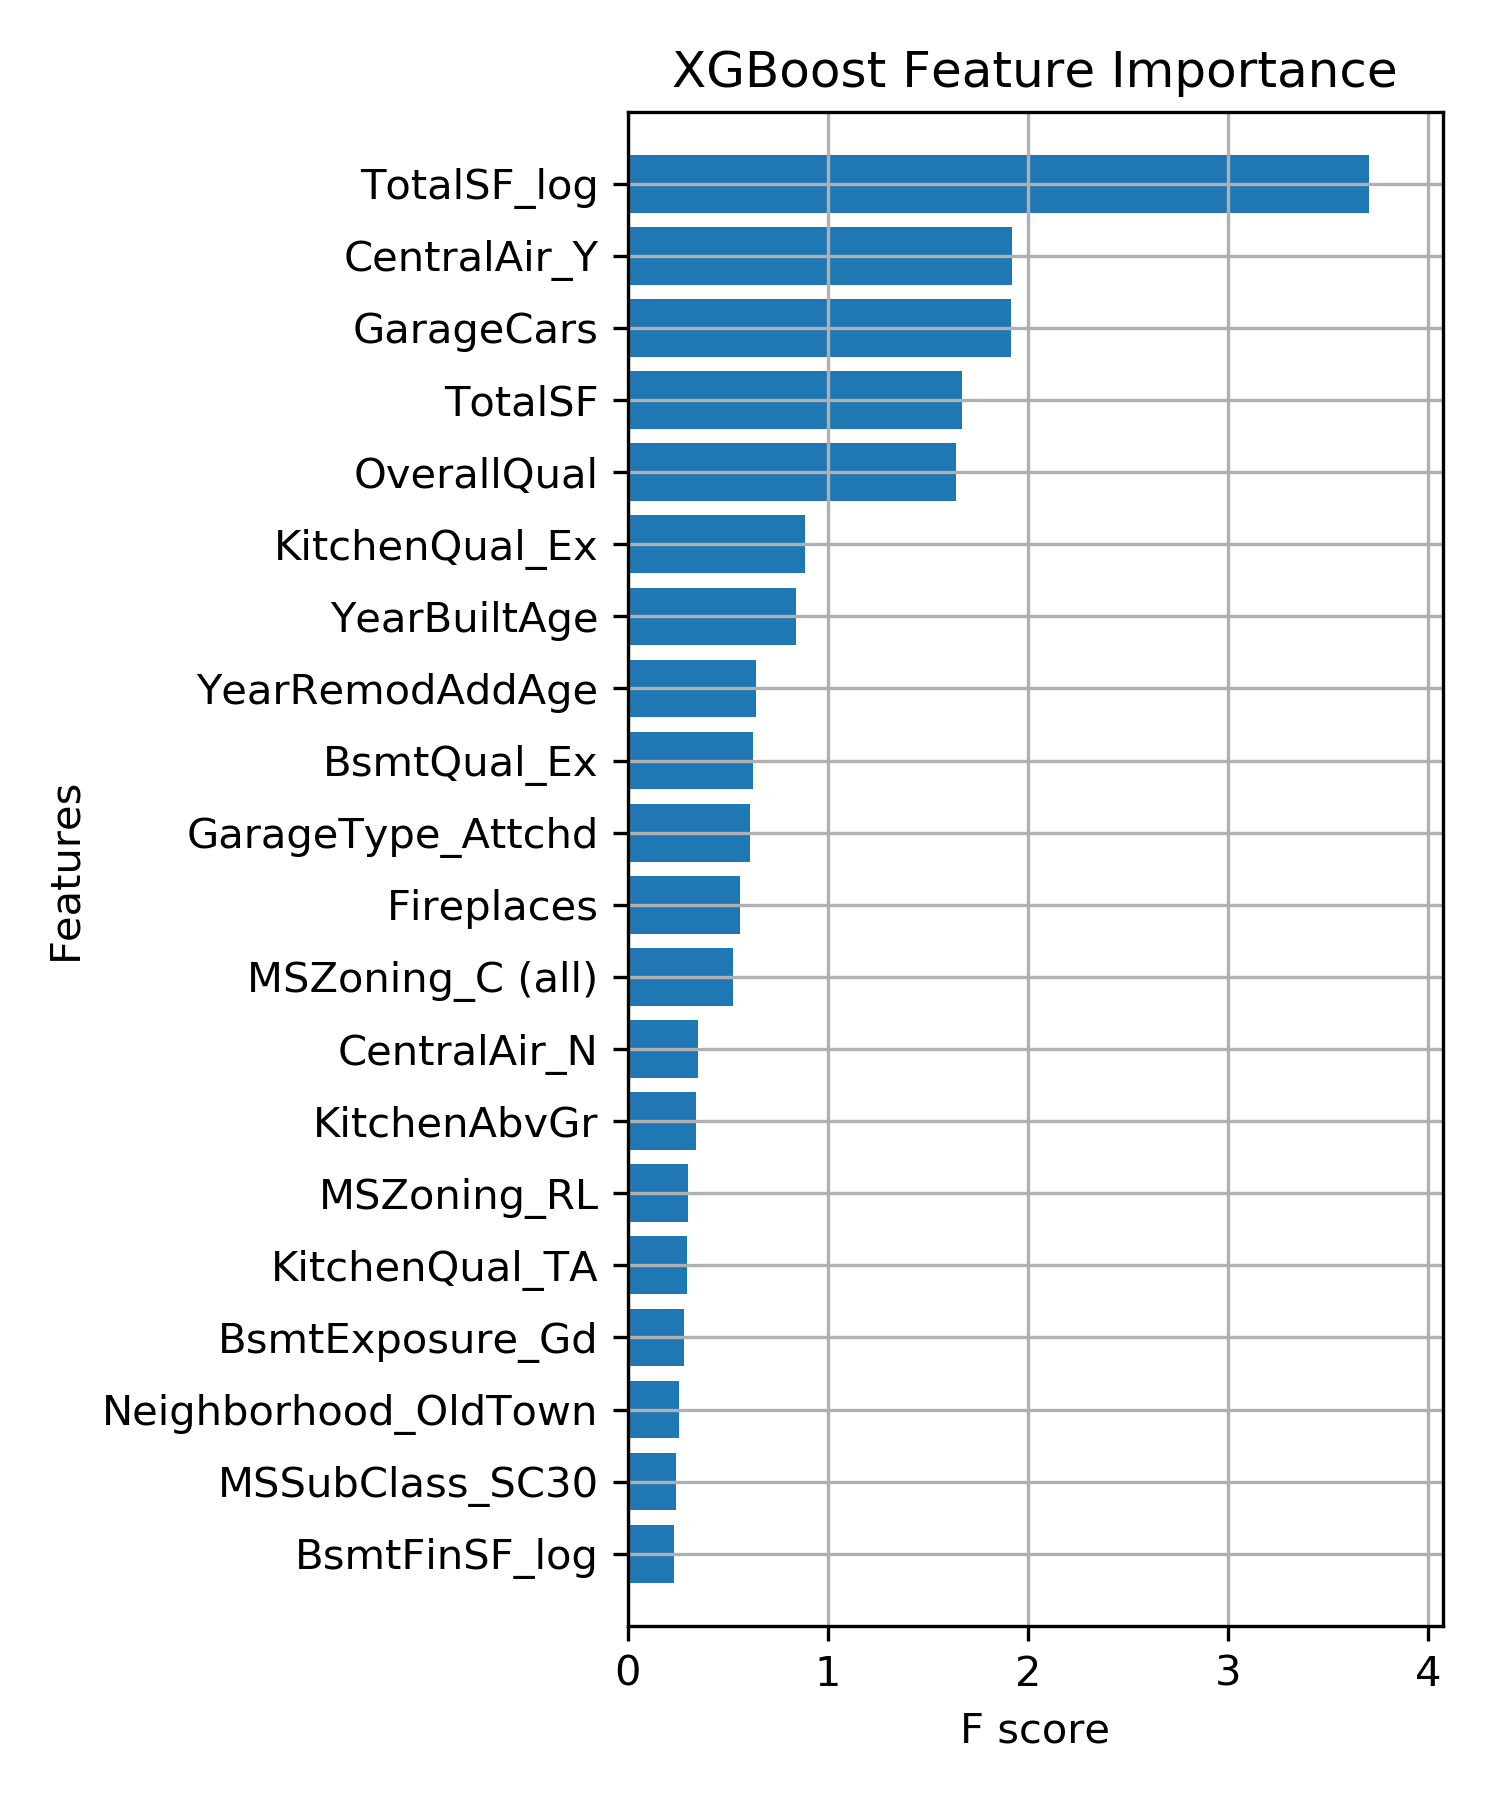 XGBoost Feature Importance
TotalSF_log
CentralAir_Y
GarageCars
TotalSF
OverallQual
KitchenQual_Ex
YearBuiltAge
YearRemodAddAge
BsmtQual_Ex
GarageType_Attchd
Fireplaces
MSZoning_C (all)
CentralAir_N
KitchenAbvGr
MSZoning_RL
KitchenQual_TA
BsmtExposure_Gd
Neighborhood_OldTown
MSSubClass_SC30
BsmtFinSF_log
Features
0 1 2 3 4
F score